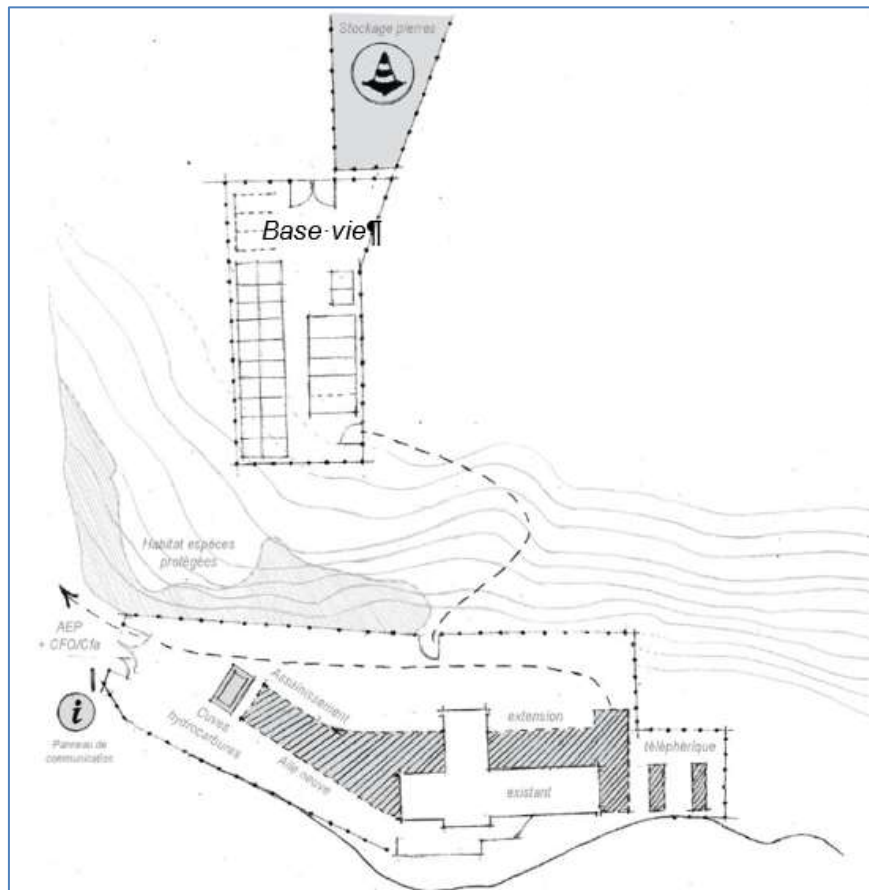 Stockage pierres
Base·vie¶
Habitat espèces
protégées
AEP
+ CFO/Cfa
i
Panneau de
communication
Cuves
hydrocarbures
Assainissement
Aile neuve
extension
existant
téléphérique